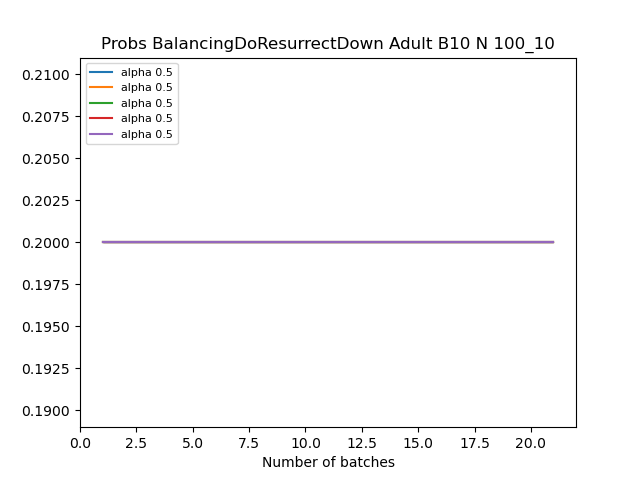 Probs BalancingDoResurrectDown Adult B10 N 100_10
0.2100
0.2075
0.2050
0.2025
0.2000
0.1975
0.1950
0.1925
0.1900
alpha 0.5
alpha 0.5
alpha 0.5
alpha 0.5
alpha 0.5
0.0 2.5 5.0 7.5 10.0 12.5 15.0 17.5 20.0
Number of batches